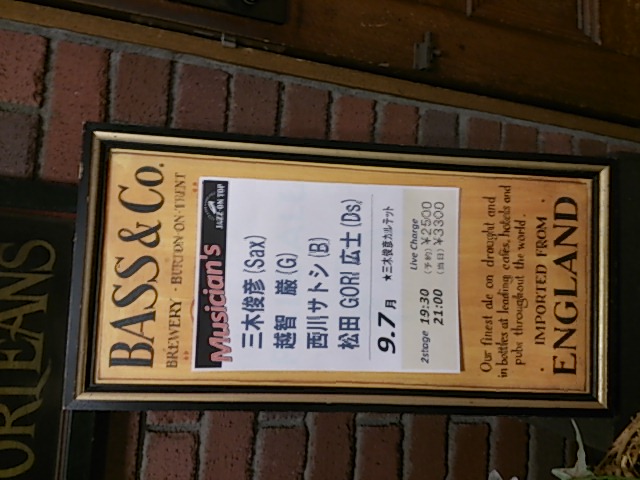 BASS & Co.
BREWERY · BURTON-ON-TRENT
JAZZ ON TOP
Musician's
三木俊彦 (Sax)
越智 巌 (G)
西川サトシ (B)
松田 GORI 広士 (Ds)
9.7 月 ★三木俊彦カルテット
2stage 19:30
21:00
Live Charge
(予約) ¥2500
(当日) ¥3300
Our finest ale on draught and
in bottles at leading cafés, hotels and
pubs throughout the world.
· IMPORTED FROM ·
ENGLAND
ORLEANS